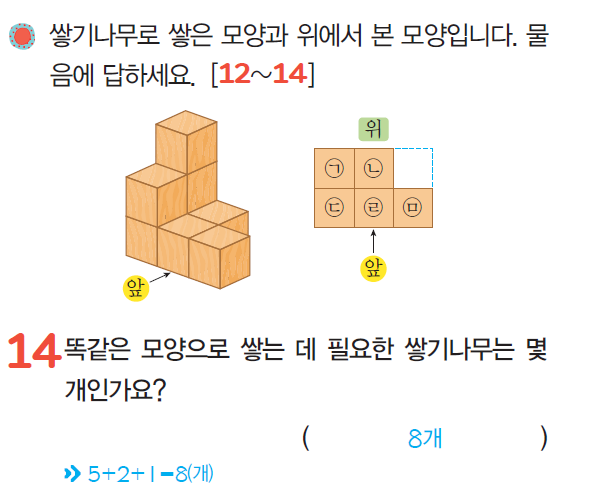 쌓기나무로 쌓은 모양과 위에서 본 모양입니다. 물
음에 답하세요. [12~14]
위
㉠ ㉡
㉢ ㉣ ㉤
앞
앞
14 똑같은 모양으로 쌓는 데 필요한 쌓기나무는 몇
개인가요?
( 8개 )
5+2+1=8(개)